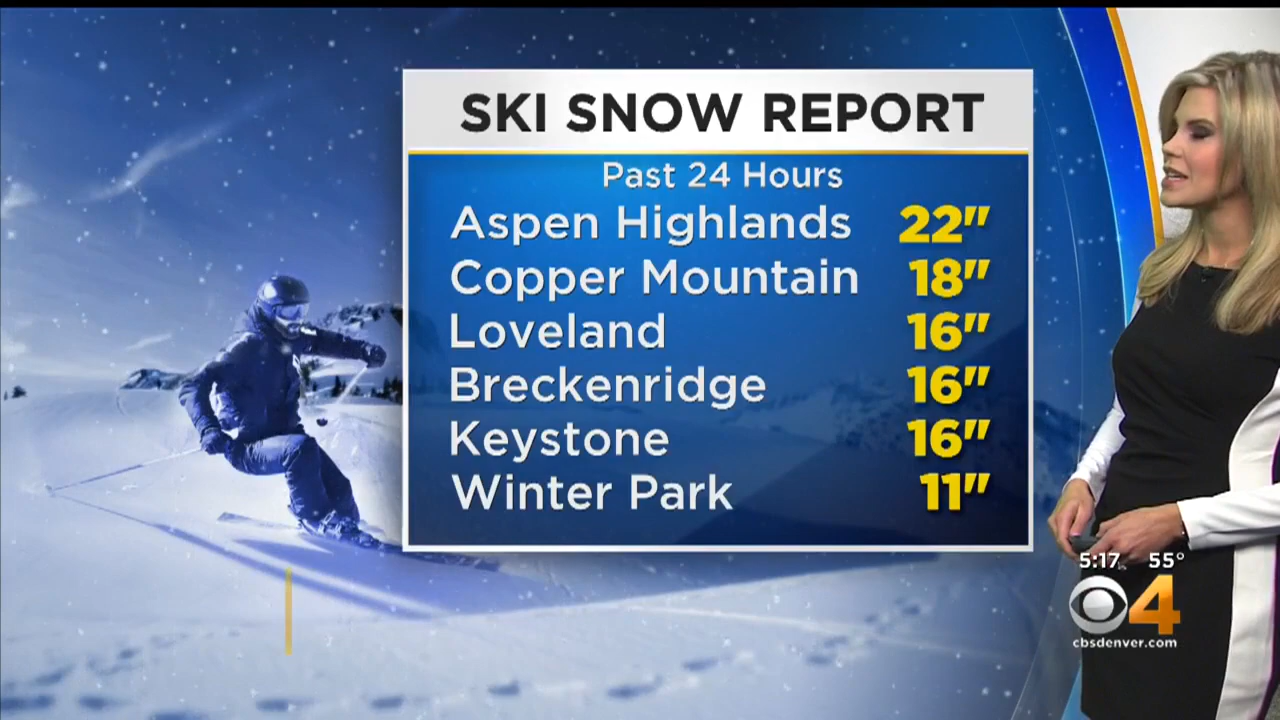 SKI SNOW REPORT
Past 24 Hours
Aspen Highlands 22"
Copper Mountain 18"
Loveland 16"
Breckenridge 16"
Keystone 16"
Winter Park 11"
5:17 55°
4
cbsdenver.com